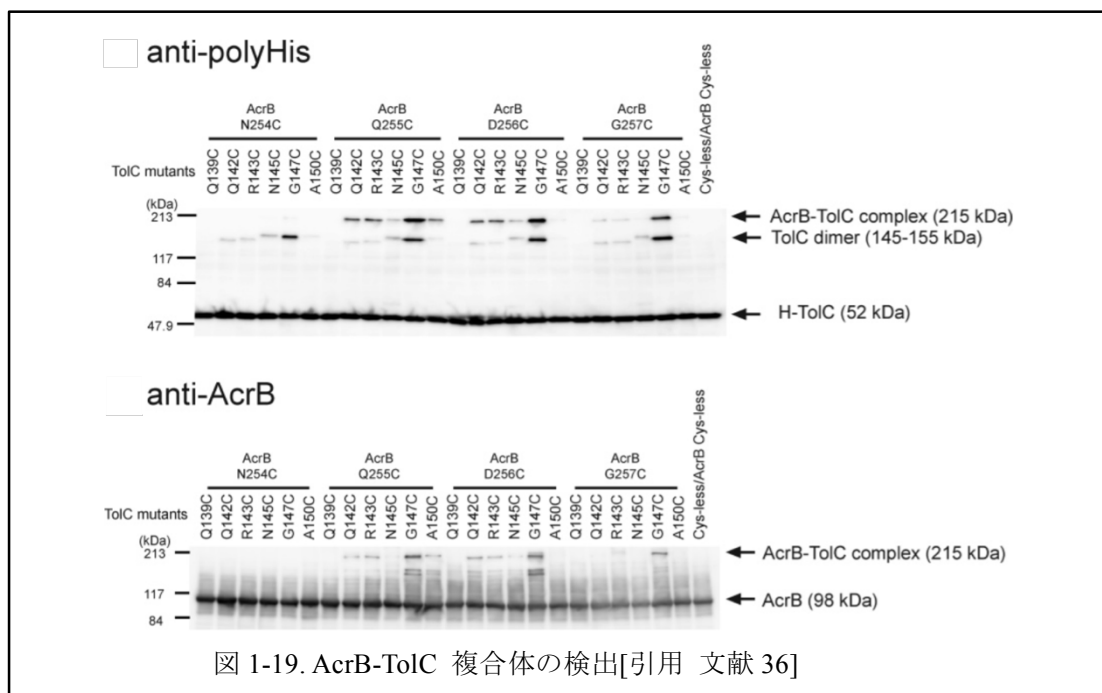 anti-polyHis
AcrB N254C
AcrB Q255C
AcrB D256C
AcrB G257C
TolC mutants
Q139C Q142C R143C N145C G147C A150C Q139C Q142C R143C N145C G147C A150C Q139C Q142C R143C N145C G147C A150C Q139C Q142C R143C N145C G147C A150C Cys-less/AcrB Cys-less
(kDa)
213
117
84
47.9
AcrB-TolC complex (215 kDa)
TolC dimer (145-155 kDa)
H-TolC (52 kDa)
anti-AcrB
AcrB N254C
AcrB Q255C
AcrB D256C
AcrB G257C
TolC mutants
Q139C Q142C R143C N145C G147C A150C Q139C Q142C R143C N145C G147C A150C Q139C Q142C R143C N145C G147C A150C Q139C Q142C R143C N145C G147C A150C Cys-less/AcrB Cys-less
(kDa)
213
117
84
AcrB-TolC complex (215 kDa)
AcrB (98 kDa)
図 1-19. AcrB-TolC 複合体の検出[引用 文献 36]